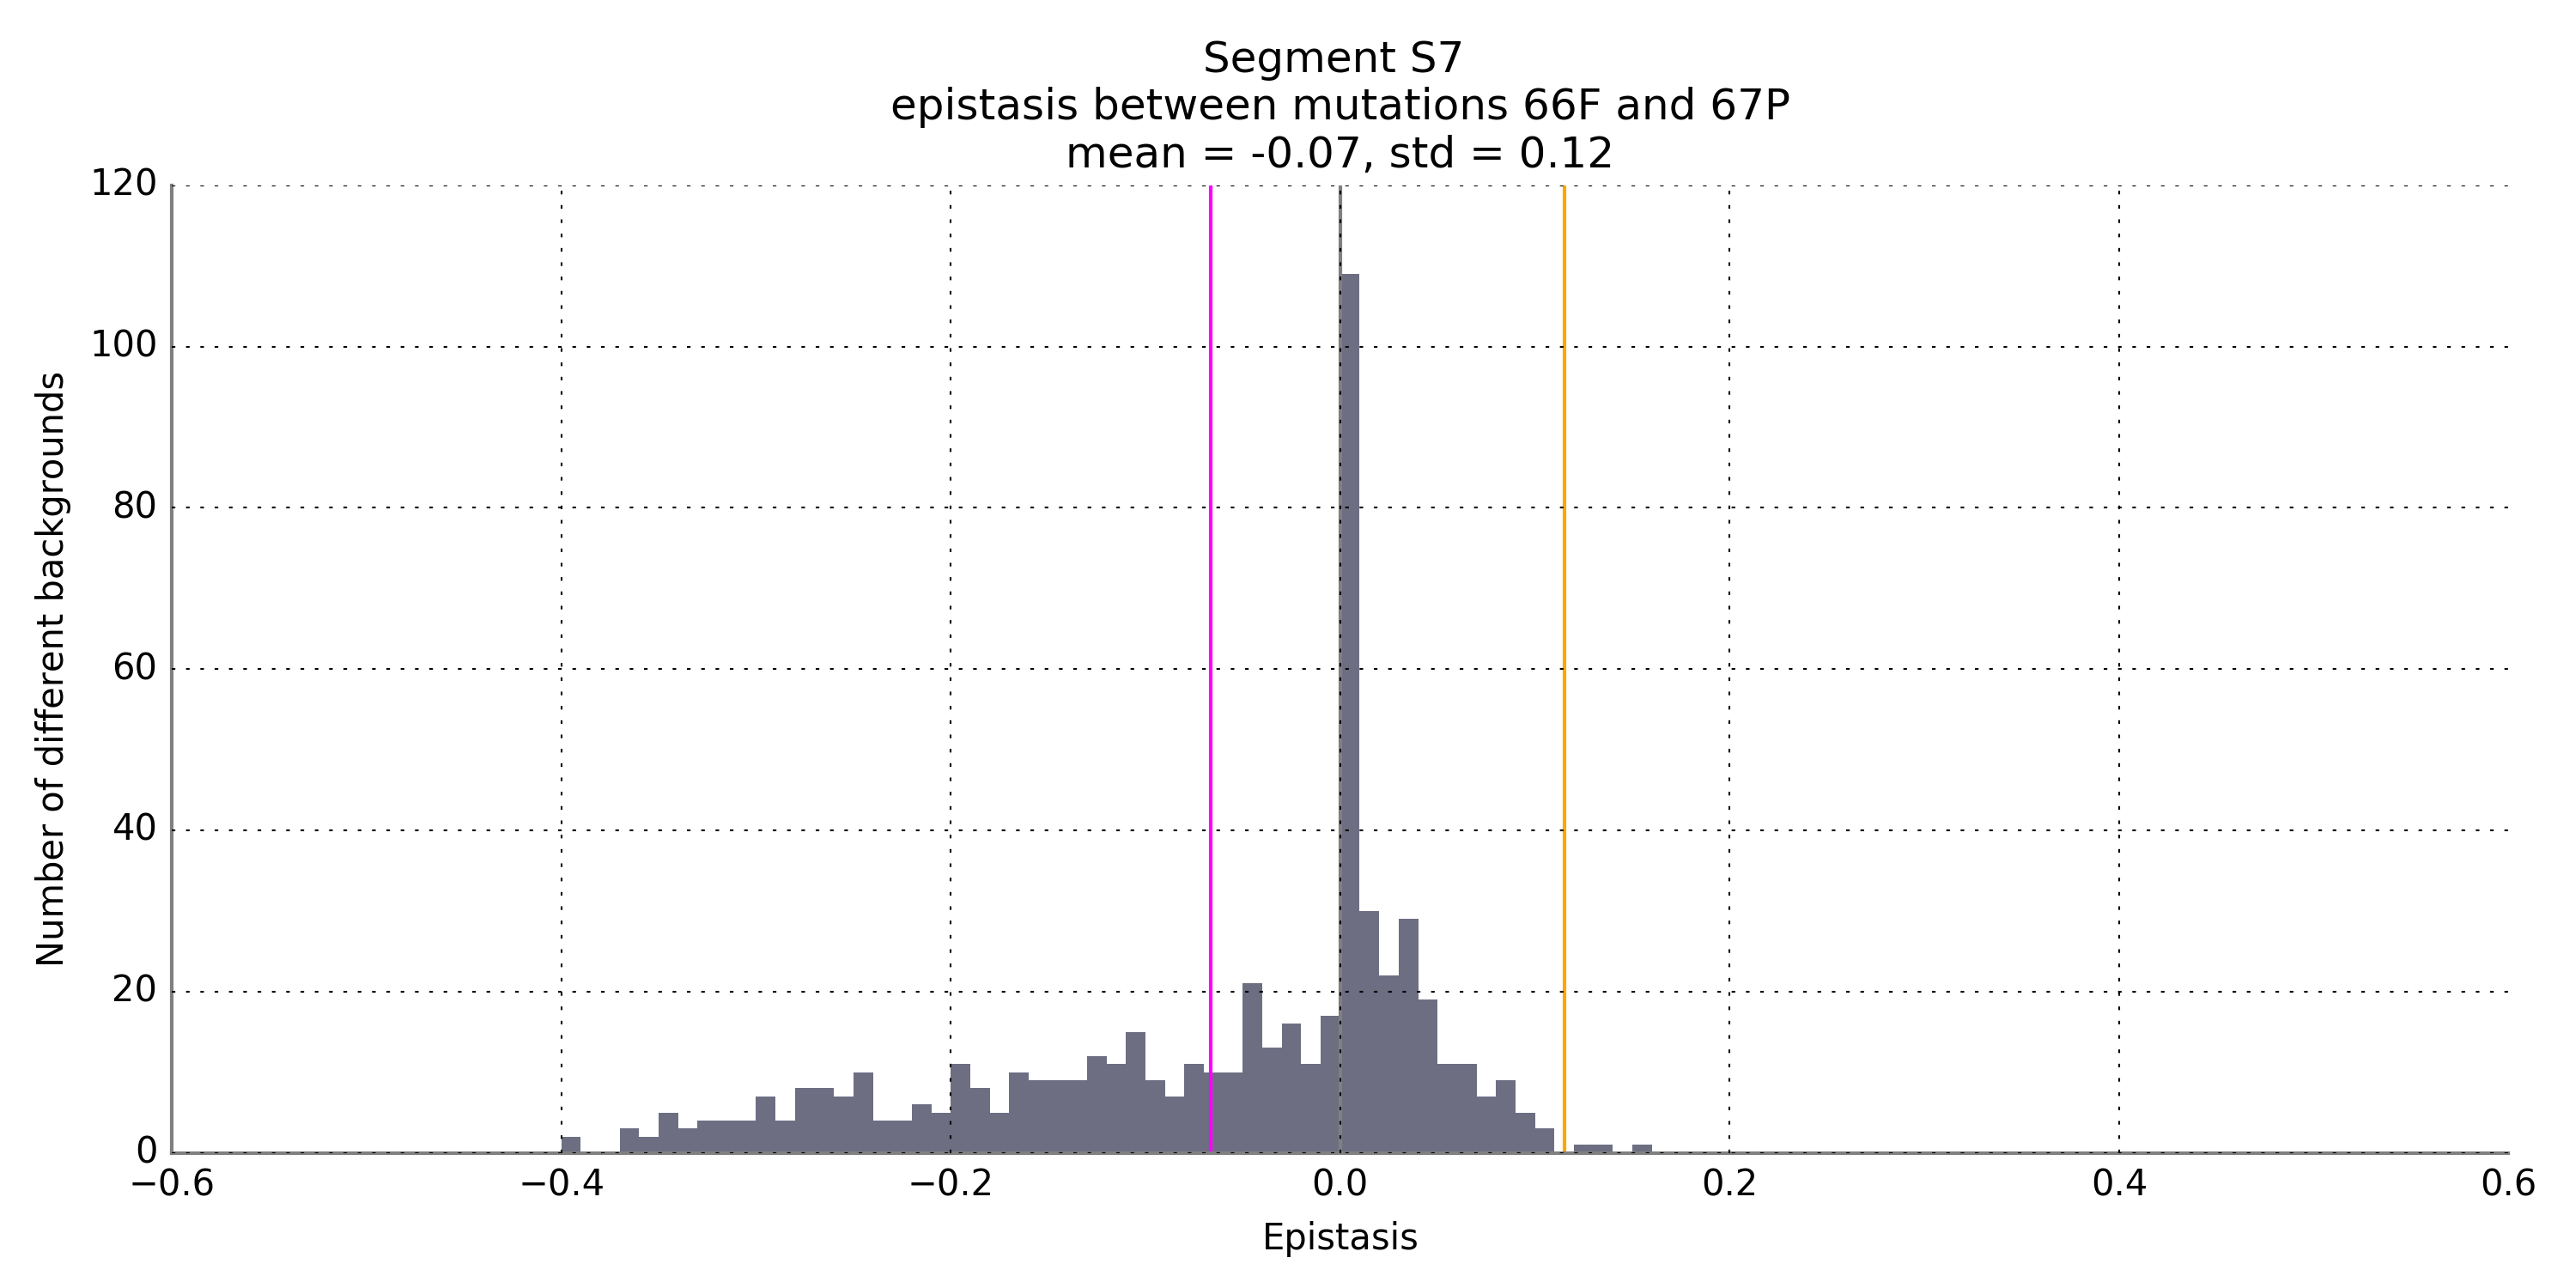 Segment S7
epistasis between mutations 66F and 67P
mean = -0.07, std = 0.12
120
100
80
60
40
20
0
Number of different backgrounds
−0.6 −0.4 −0.2 0.0 0.2 0.4 0.6
Epistasis